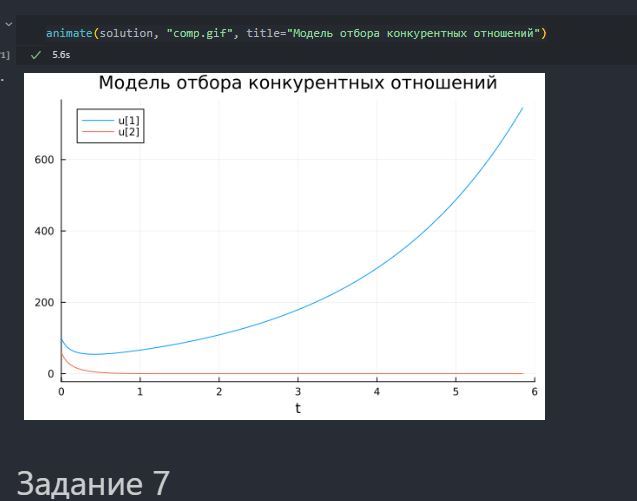 animate(solution, "comp.gif", title="Модель отбора конкурентных отношений")
1]
5.6s
Модель отбора конкурентных отношений
u[1]
u[2]
600
400
200
0
0 1 2 3 4 5 6
t
Задание 7